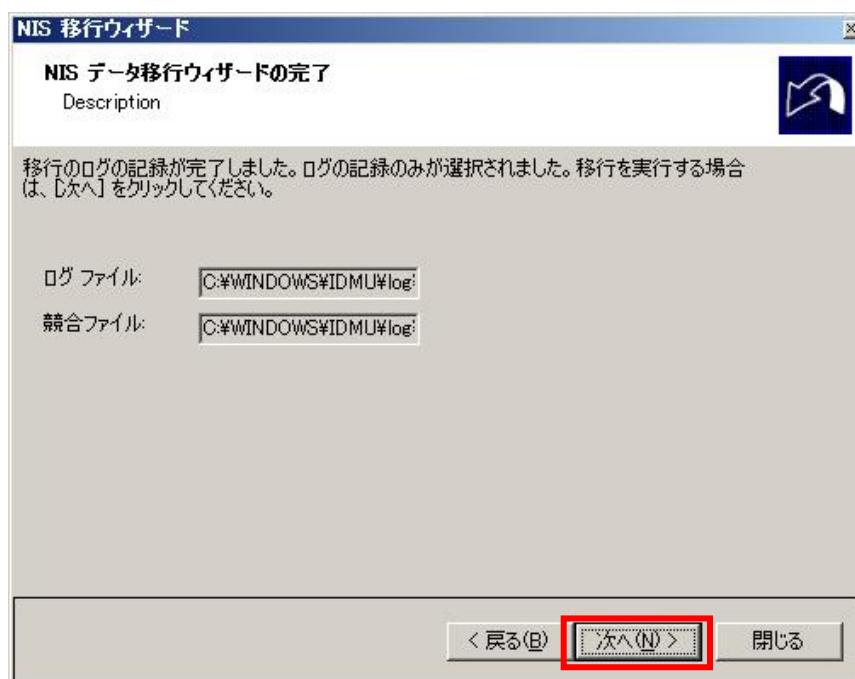 NIS 移行ウィザード
NIS データ移行ウィザードの完了
Description
移行のログの記録が完了しました。ログの記録のみが選択されました。移行を実行する場合
は、[次へ] をクリックしてください。
ログ ファイル:
C:¥WINDOWS¥IDMU¥log
競合ファイル:
C:¥WINDOWS¥IDMU¥log
< 戻る(B)
次へ(N) >
閉じる